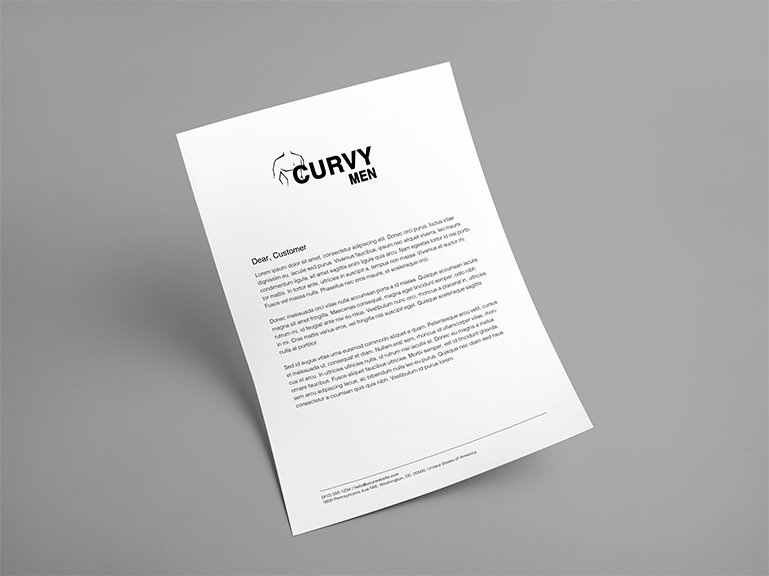 CURVY
MEN
Dear, Customer
Lorem ipsum dolor sit amet, consectetur adipiscing elit. Donec orci purus, luctus vitae
dignissim eu, iaculis sed purus. Vivamus faucibus, ipsum nec aliquet viverra, leo mauris
condimentum ligula, sit amet sagittis enim ligula quis arcu. Nam egestas tortor id nisi porti-
tor mattis. In tortor ante, ultricies in suscipit a, tempus non massa. Vivamus et auctor mi.
Fusce vel massa nulla. Phasellus nec eros mauris, et scelerisque orci.
Donec malesuada orci vitae nulla accumsan porta a id massa. Quisque accumsan iaculis
magna sit amet fringilla. Maecenas consequat, magna eget tincidunt semper, odio nibh
rutrum mi, id feugiat ante nisi eu risus. Vestibulum nunc orci, rhoncus a placerat in, ultricies
in mi. Cras mattis varius eros, vel fringilla nisi suscipit eget. Quisque scelerisque sagittis
nulla at porttitor.
Sed id augue vitae urna euismod commodo aliquet a quam. Pellentesque arcu velit, cursus
et malesuada ut, consequat et diam. Nullam erat sem, rhoncus id ullamcorper vitae, rhon-
cus et arcu. In ultricies ultricies nulla, ut rutrum nisi iaculis at. Donec eu magna a metus
ornare faucibus. Fusce aliquet faucibus ultricies. Morbi semper, est id tincidunt gravida,
sem arcu adipiscing lacus, ac bibendum nulla leo eu purus. Quisque nec diam sed risus
consectetur a ccumsan quis quia nibh. Vestibulum id purus lorem.
(910) 555-1234 / hello@yourwebsite.com
1600 Pennsylvania Ave NW, Washington, DC 20500, United States of America